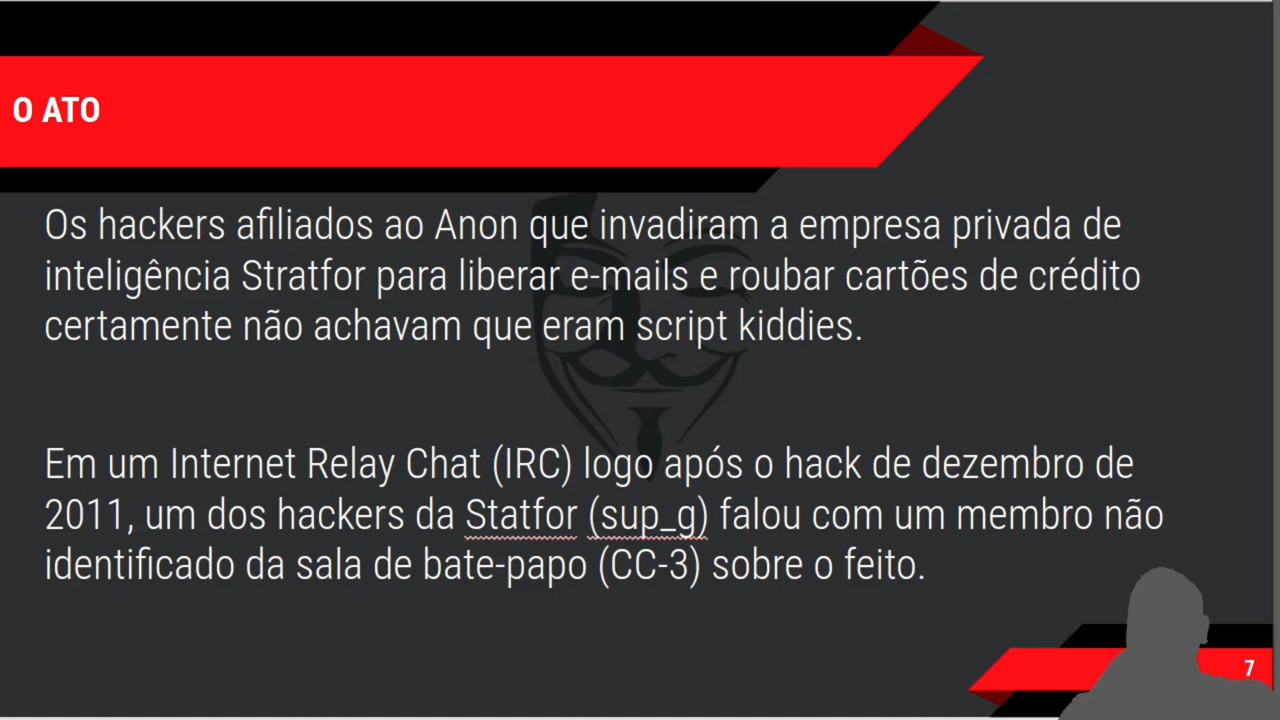 O ATO
Os hackers afiliados ao Anon que invadiram a empresa privada de
inteligência Stratfor para liberar e-mails e roubar cartões de crédito
certamente não achavam que eram script kiddies.
Em um Internet Relay Chat (IRC) logo após o hack de dezembro de
2011, um dos hackers da Statfor (sup_g) falou com um membro não
identificado da sala de bate-papo (CC-3) sobre o feito.
7